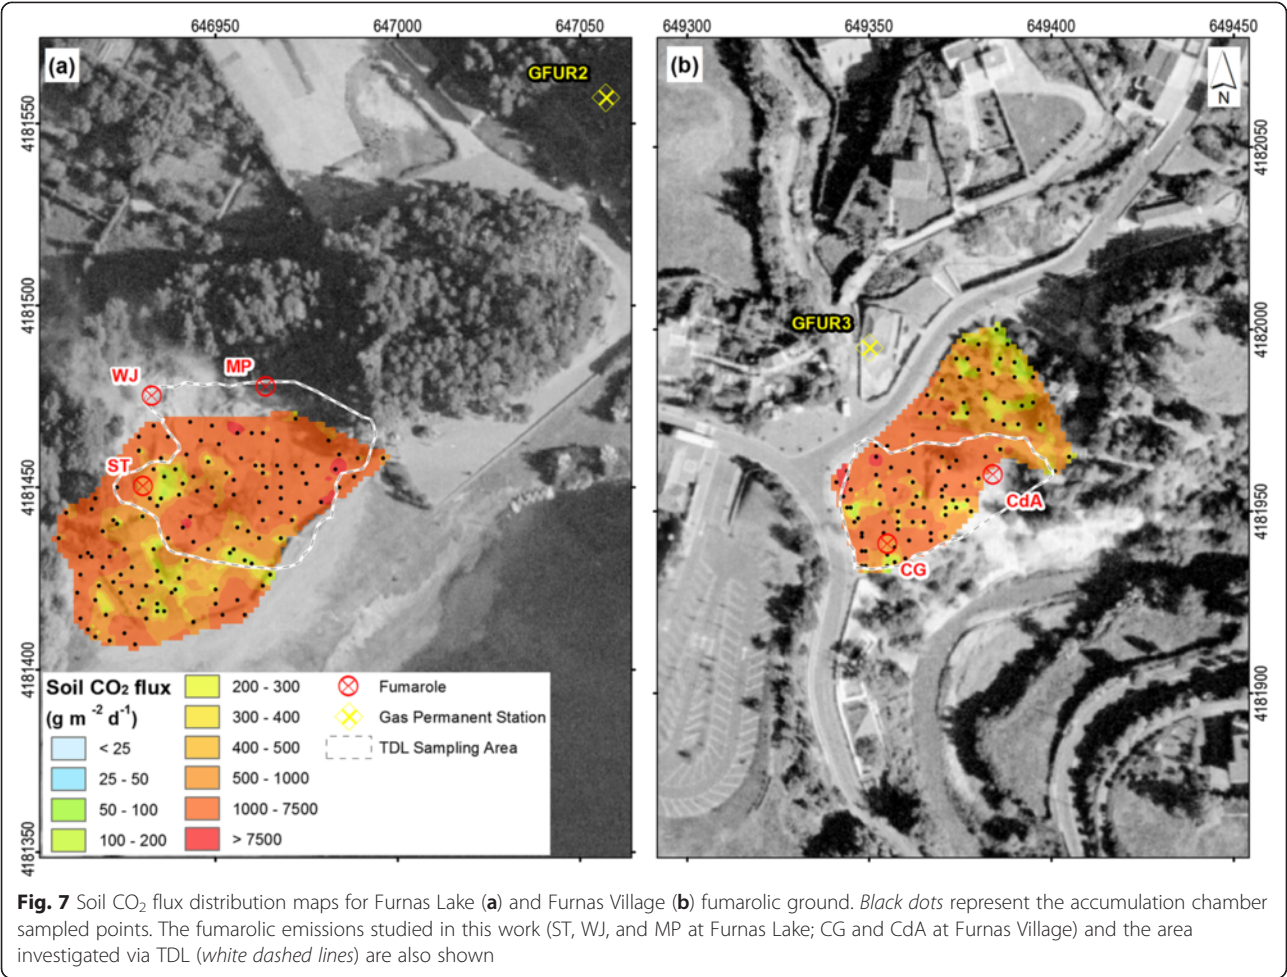 646950 647000 647050 649300 649350 649400 649450
(a)
GFUR2
(b)
N
4181550
4182050
4181500
GFUR3
4182000
WJ
MP
ST
4181450
CdA
4181950
CG
4181400
4181900
4181350
Soil CO₂ flux
(g m ⁻² d⁻¹)
< 25
25 - 50
50 - 100
100 - 200
200 - 300
300 - 400
400 - 500
500 - 1000
1000 - 7500
> 7500
Fumarole
Gas Permanent Station
TDL Sampling Area
Fig. 7 Soil CO₂ flux distribution maps for Furnas Lake (a) and Furnas Village (b) fumarolic ground. Black dots represent the accumulation chamber
sampled points. The fumarolic emissions studied in this work (ST, WJ, and MP at Furnas Lake; CG and CdA at Furnas Village) and the area
investigated via TDL (white dashed lines) are also shown